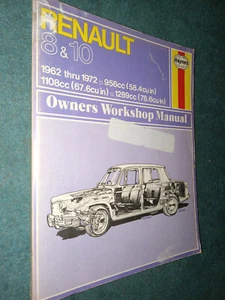 RENAULT
8 & 10
Haynes
1962 thru 1972 □ 956cc (58.4cu in)
1108cc (67.6cu in) □ 1289cc (78.6cu in)
Owners Workshop Manual